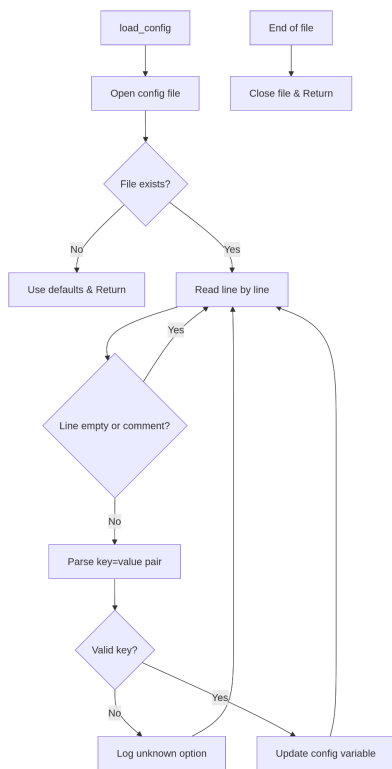 load_config
End of file
Open config file
Close file & Return
File exists?
No
Yes
Use defaults & Return
Read line by line
Yes
Line empty or comment?
No
Parse key=value pair
Valid key?
Yes
No
Log unknown option
Update config variable